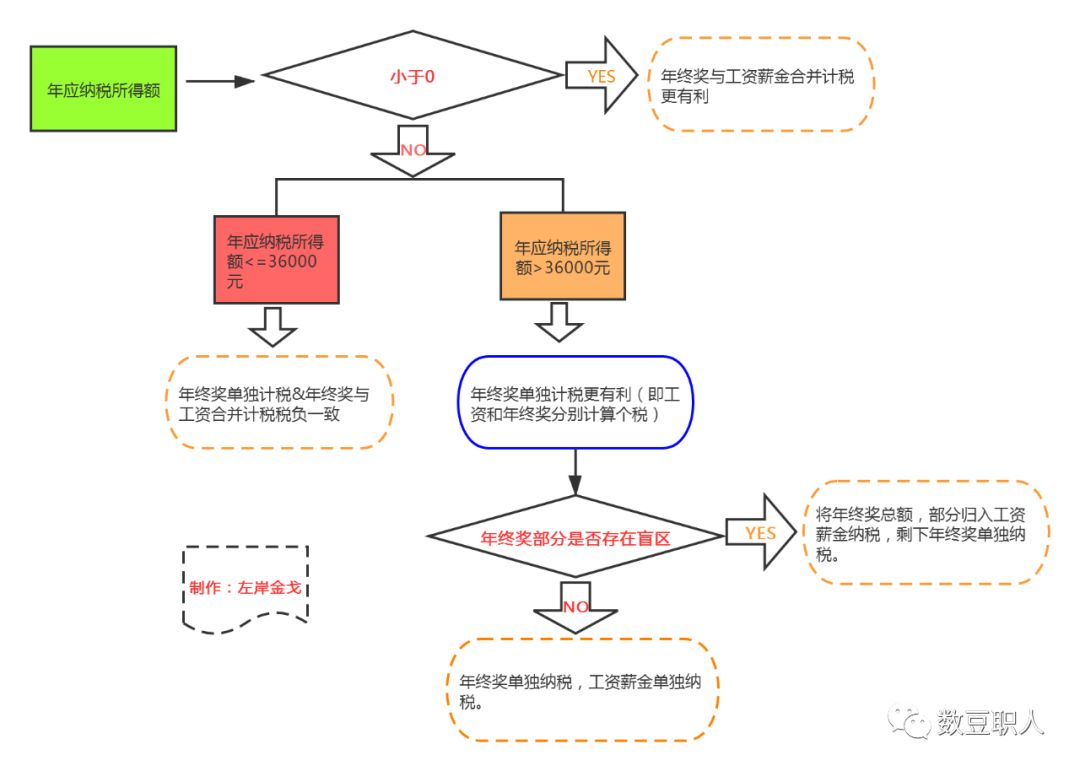 年应纳税所得额
小于0
YES
年终奖与工资薪金合并计税
更有利
NO
年应纳税所得
额<=36000
元
年应纳税所得
额>36000元
年终奖单独计税&年终奖与
工资合并计税税负一致
年终奖单独计税更有利（即工
资和年终奖分别计算个税）
年终奖部分是否存在盲区
YES
将年终奖总额，部分归入工资
薪金纳税，剩下年终奖单独纳
税。
制作：左岸金戈
NO
年终奖单独纳税，工资薪金单独纳
税。
数豆职人